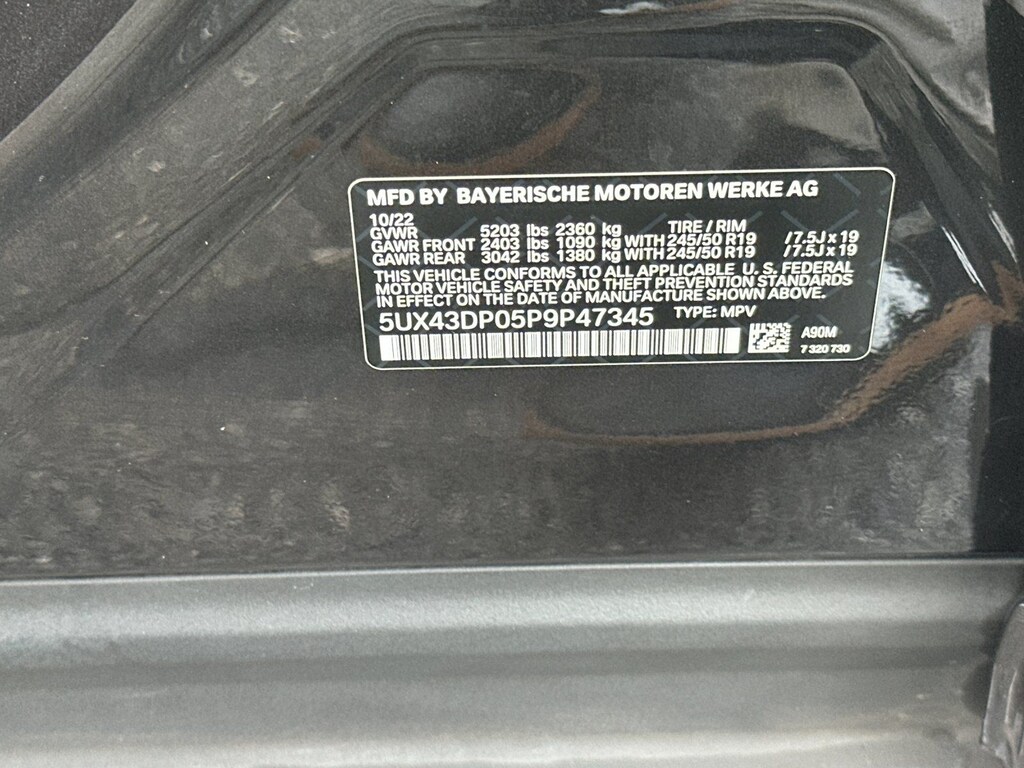 MFD BY BAYERISCHE MOTOREN WERKE AG
10/22 TIRE / RIM
GVWR 5203 lbs 2360 kg
GAWR FRONT 2403 lbs 1090 kg WITH 245/50 R19 /7.5J x 19
GAWR REAR 3042 lbs 1380 kg WITH 245/50 R19 /7.5J x 19
THIS VEHICLE CONFORMS TO ALL APPLICABLE U. S. FEDERAL
MOTOR VEHICLE SAFETY AND THEFT PREVENTION STANDARDS
IN EFFECT ON THE DATE OF MANUFACTURE SHOWN ABOVE.
5UX43DP05P9P47345 TYPE: MPV
A90M
7 320 730